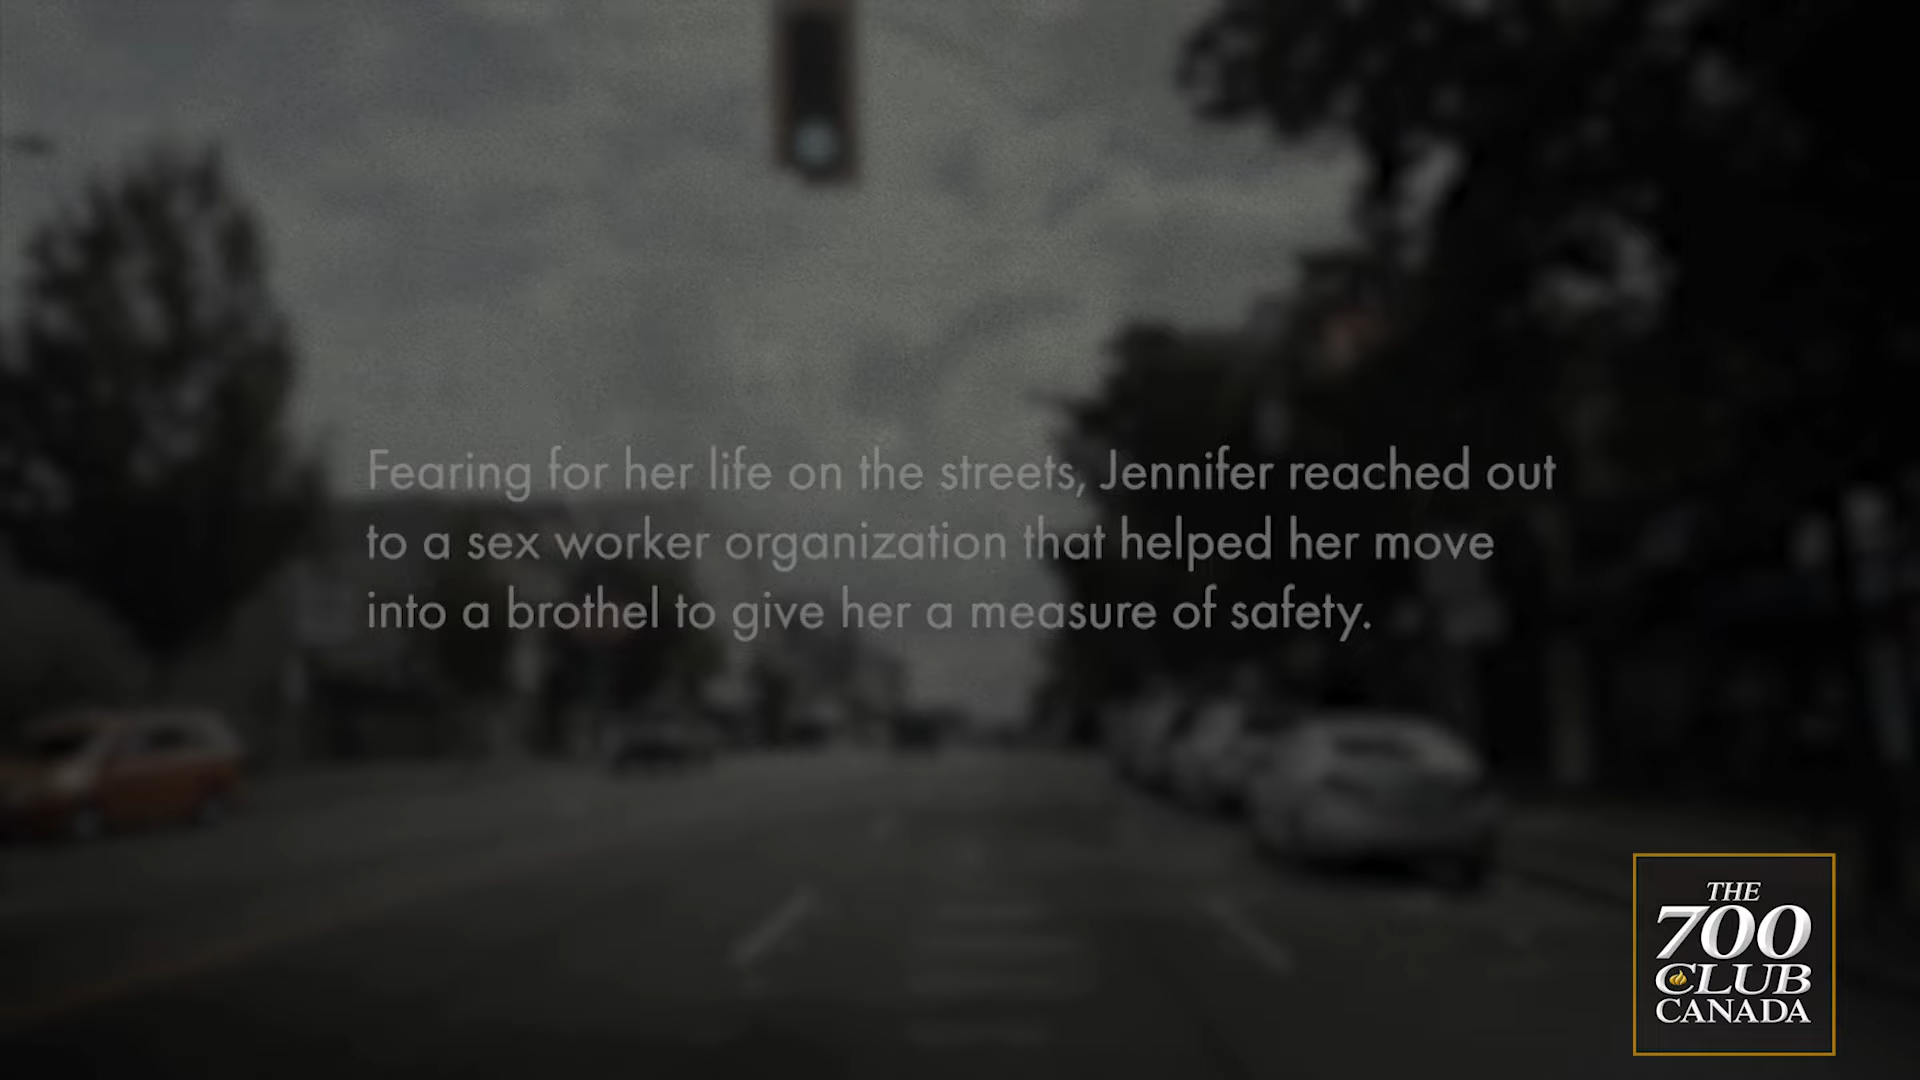 Fearing for her life on the streets, Jennifer reached out
to a sex worker organization that helped her move
into a brothel to give her a measure of safety.
THE
700
CLUB
CANADA